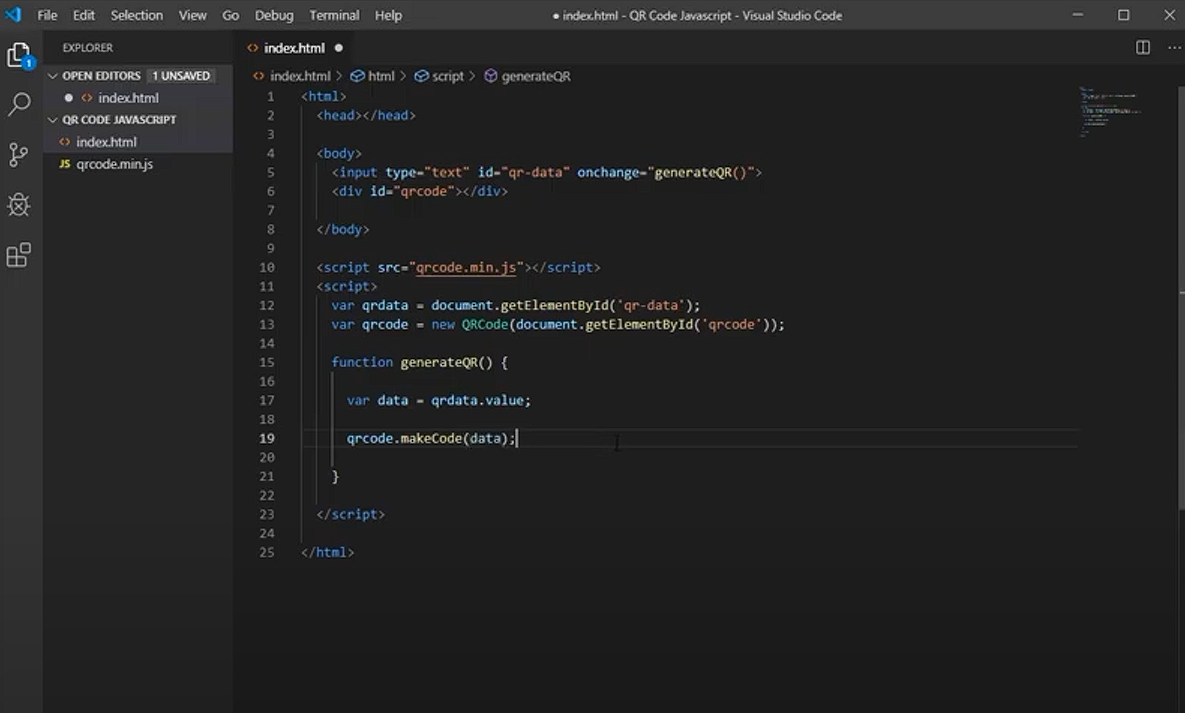 File Edit Selection View Go Debug Terminal Help
● index.html - QR Code Javascript - Visual Studio Code
EXPLORER
OPEN EDITORS 1 UNSAVED
index.html
QR CODE JAVASCRIPT
index.html
JS qrcode.min.js
1
index.html
index.html > html > script > generateQR
1 <html>
2 <head></head>
3
4 <body>
5 <input type="text" id="qr-data" onchange="generateQR()">
6 <div id="qrcode"></div>
7
8 </body>
9
10 <script src="qrcode.min.js"></script>
11 <script>
12 var qrdata = document.getElementById('qr-data');
13 var qrcode = new QRCode(document.getElementById('qrcode'));
14
15 function generateQR() {
16
17 var data = qrdata.value;
18
19 qrcode.makeCode(data);
20
21 }
22
23 </script>
24
25 </html>